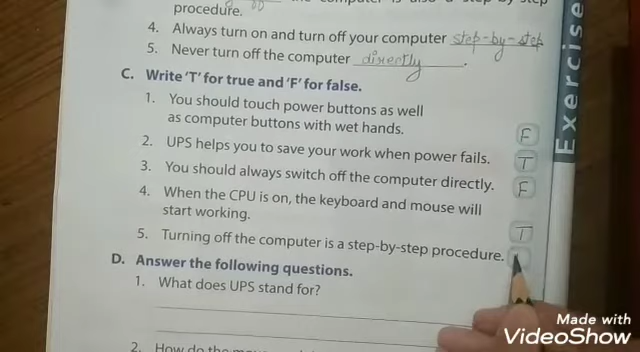 procedure.
4. Always turn on and turn off your computer step-by-step
5. Never turn off the computer directly.
C. Write 'T' for true and 'F' for false.
1. You should touch power buttons as well
as computer buttons with wet hands. F
2. UPS helps you to save your work when power fails. T
3. You should always switch off the computer directly. F
4. When the CPU is on, the keyboard and mouse will
start working. T
5. Turning off the computer is a step-by-step procedure.
D. Answer the following questions.
1. What does UPS stand for?
2. How do the
Exercise
Made with
VideoShow